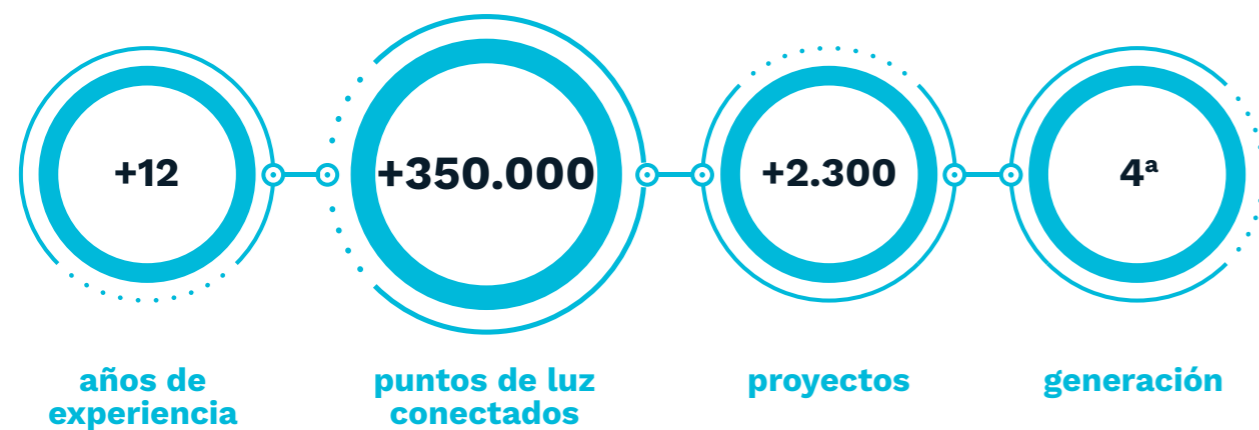 +12
+350.000
+2.300
4ª
años de
experiencia
puntos de luz
conectados
proyectos
generación